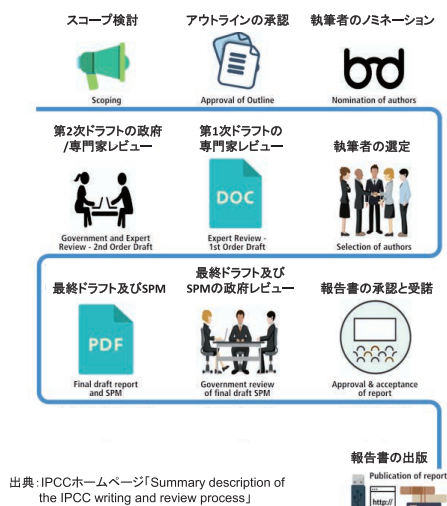 スコープ検討
Scoping
アウトラインの承認
Approval of Outline
執筆者のノミネーション
Nomination of authors
執筆者の選定
Selection of authors
第1次ドラフトの
専門家レビュー
DOC
Expert Review -
1st Order Draft
第2次ドラフトの政府
/専門家レビュー
Government and Expert
Review - 2nd Order Draft
最終ドラフト及びSPM
PDF
Final draft report
and SPM
最終ドラフト及び
SPMの政府レビュー
Government review
of final draft SPM
報告書の承認と受諾
Approval & acceptance
of report
報告書の出版
Publication of report
http://
出典：IPCCホームページ「Summary description of
the IPCC writing and review process」